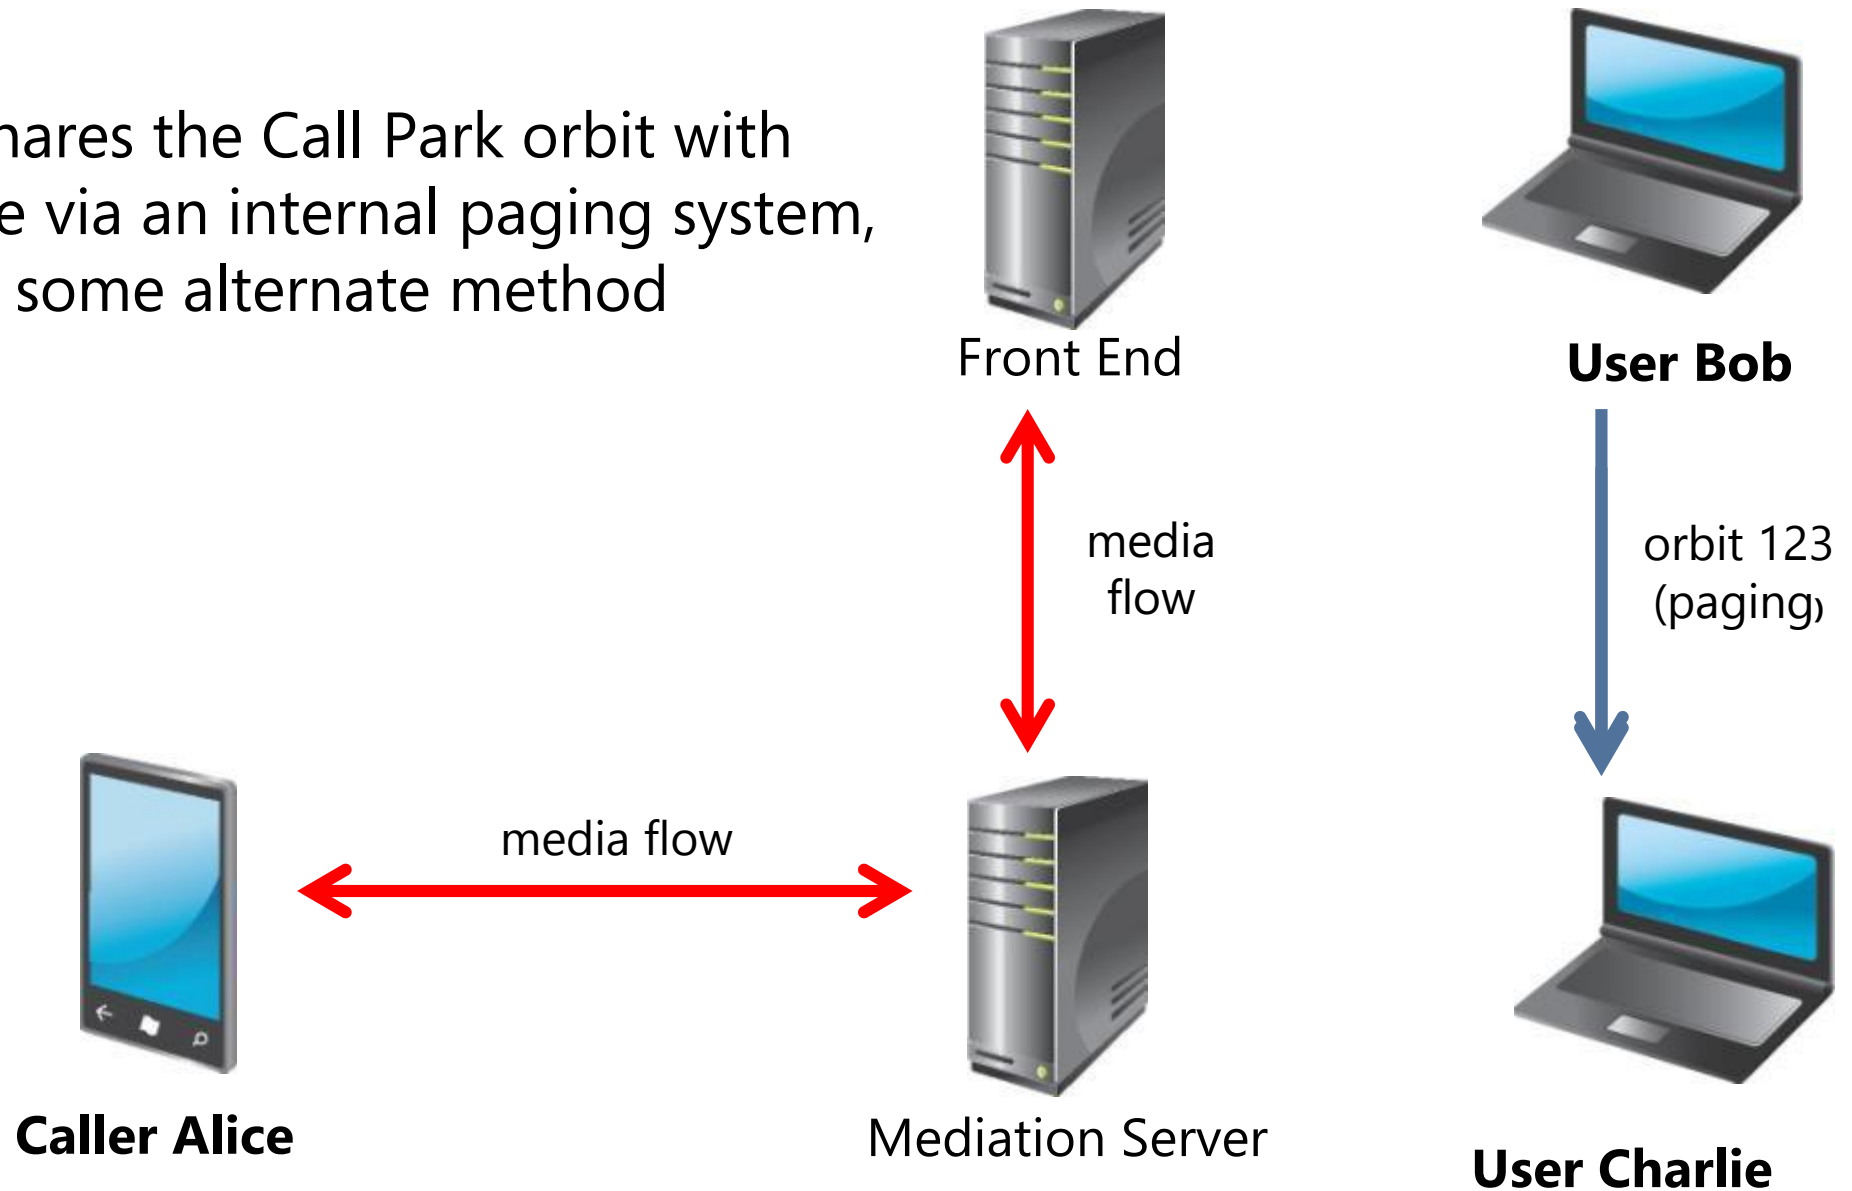 hares the Call Park orbit with
e via an internal paging system,
some alternate method
Front End
User Bob
media
flow
orbit 123
(paging)
media flow
Caller Alice
Mediation Server
User Charlie